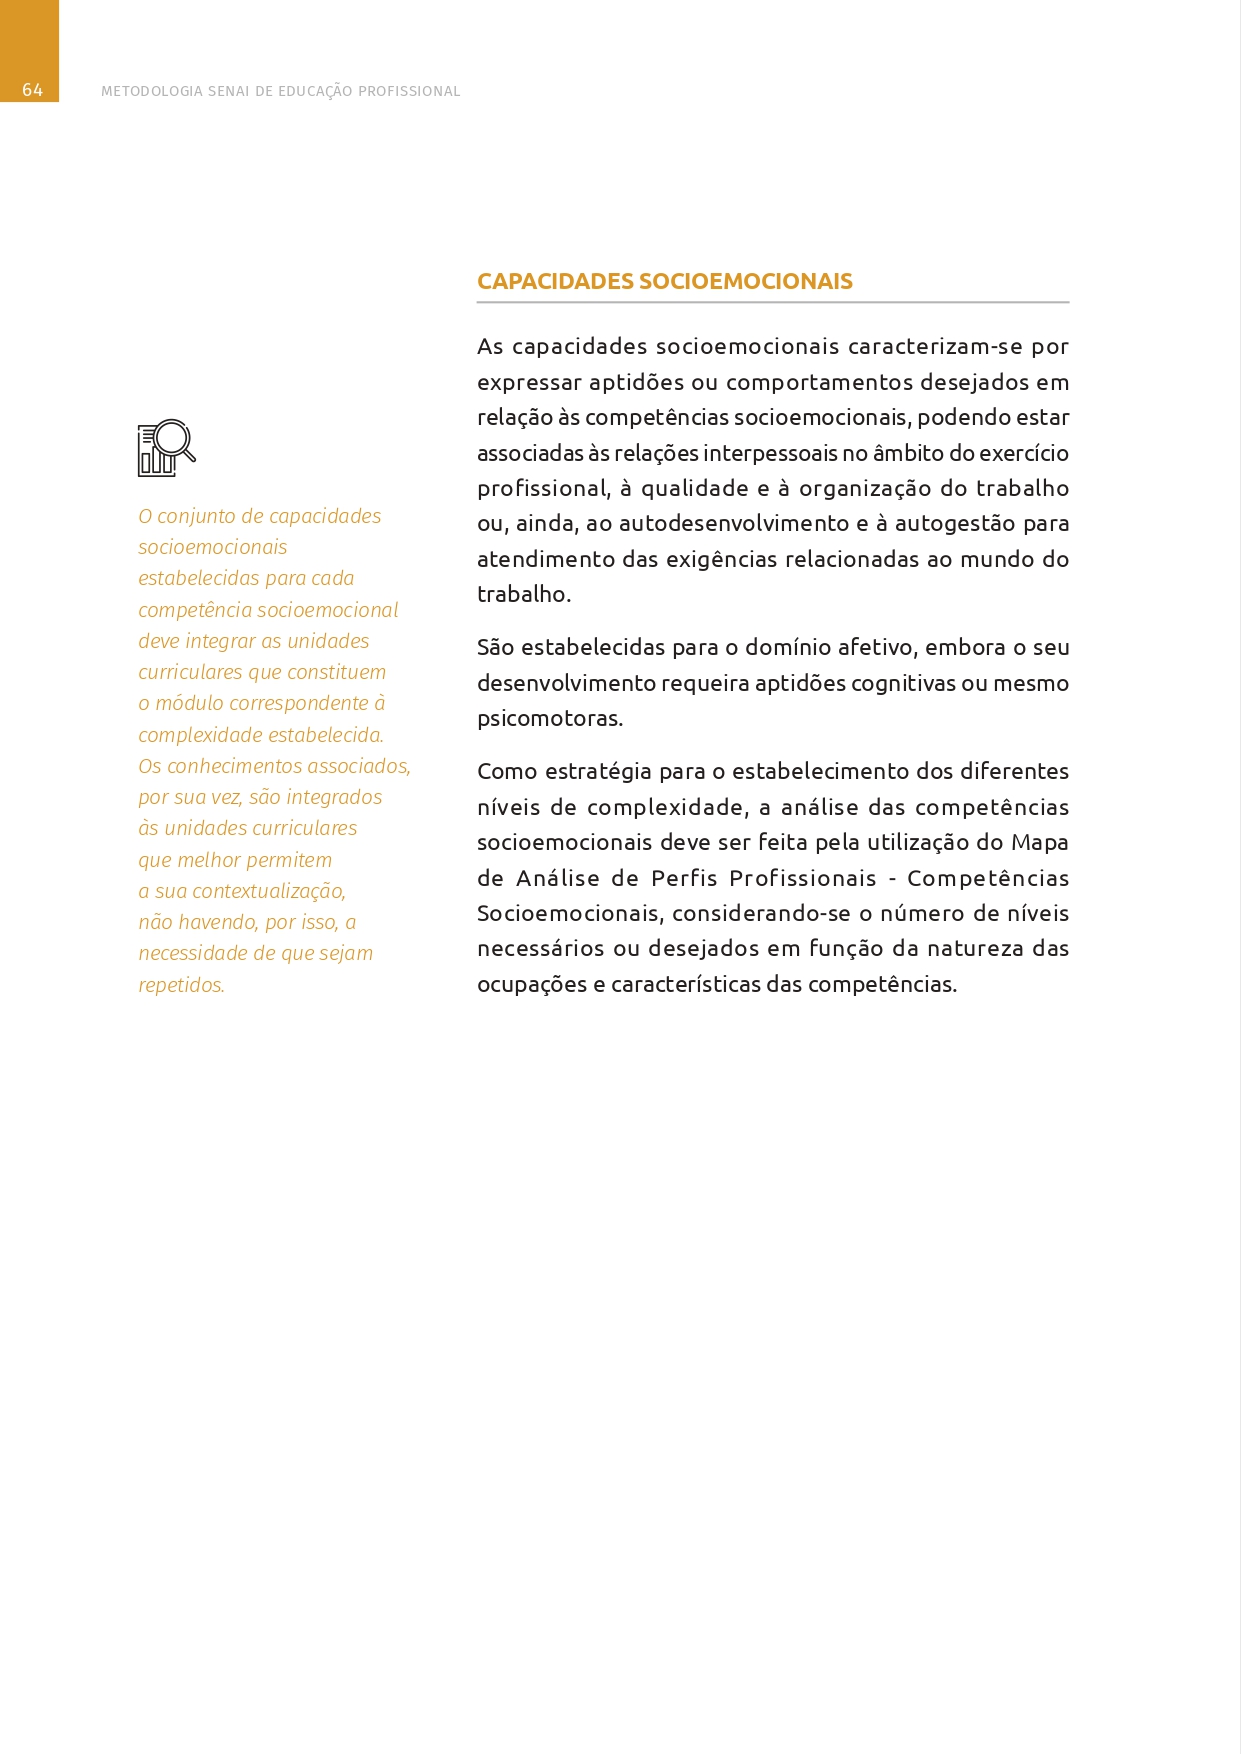 64
METODOLOGIA SENAI DE EDUCAÇÃO PROFISSIONAL
CAPACIDADES SOCIOEMOCIONAIS
As capacidades socioemocionais caracterizam-se por
expressar aptidões ou comportamentos desejados em
relação às competências socioemocionais, podendo estar
associadas às relações interpessoais no âmbito do exercício
profissional, à qualidade e à organização do trabalho
ou, ainda, ao autodesenvolvimento e à autogestão para
atendimento das exigências relacionadas ao mundo do
trabalho.
São estabelecidas para o domínio afetivo, embora o seu
desenvolvimento requeira aptidões cognitivas ou mesmo
psicomotoras.
Como estratégia para o estabelecimento dos diferentes
níveis de complexidade, a análise das competências
socioemocionais deve ser feita pela utilização do Mapa
de Análise de Perfis Profissionais - Competências
Socioemocionais, considerando-se o número de níveis
necessários ou desejados em função da natureza das
ocupações e características das competências.
O conjunto de capacidades
socioemocionais
estabelecidas para cada
competência socioemocional
deve integrar as unidades
curriculares que constituem
o módulo correspondente à
complexidade estabelecida.
Os conhecimentos associados,
por sua vez, são integrados
às unidades curriculares
que melhor permitem
a sua contextualização,
não havendo, por isso, a
necessidade de que sejam
repetidos.